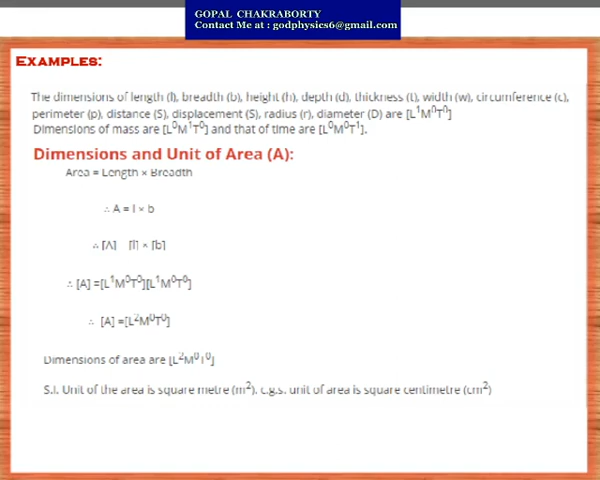 GOPAL CHAKRABORTY
Contact Me at : godphysics6@gmail.com
EXAMPLES:
The dimensions of length (l), breadth (b), height (h), depth (d), thickness (t), width (w), circumference (c),
perimeter (p), distance (S), displacement (S), radius (r), diameter (D) are [L¹M⁰T⁰]
Dimensions of mass are [L⁰M¹T⁰] and that of time are [L⁰M⁰T¹].
Dimensions and Unit of Area (A):
Area = Length × Breadth
∴ A = l × b
∴ [A] [l] × [b]
∴ [A] =[L¹M⁰T⁰][L¹M⁰T⁰]
∴ [A] =[L²M⁰T⁰]
Dimensions of area are [L²M⁰T⁰]
S.I. Unit of the area is square metre (m²). c.g.s. unit of area is square centimetre (cm²)